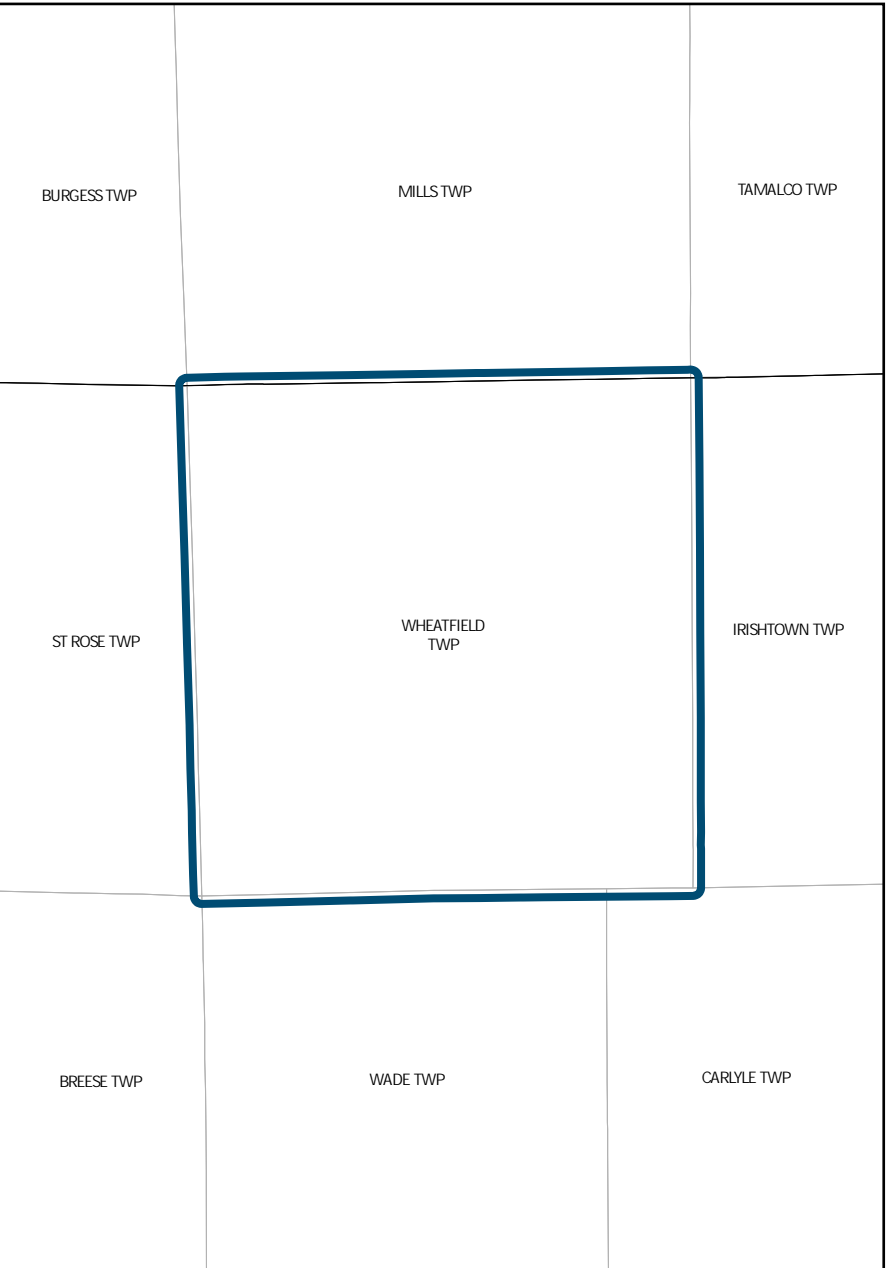 BURGESS TWP
MILLS TWP
TAMALCO TWP
ST ROSE TWP
WHEATFIELD
TWP
IRISHTOWN TWP
BREESE TWP
WADE TWP
CARLYLE TWP